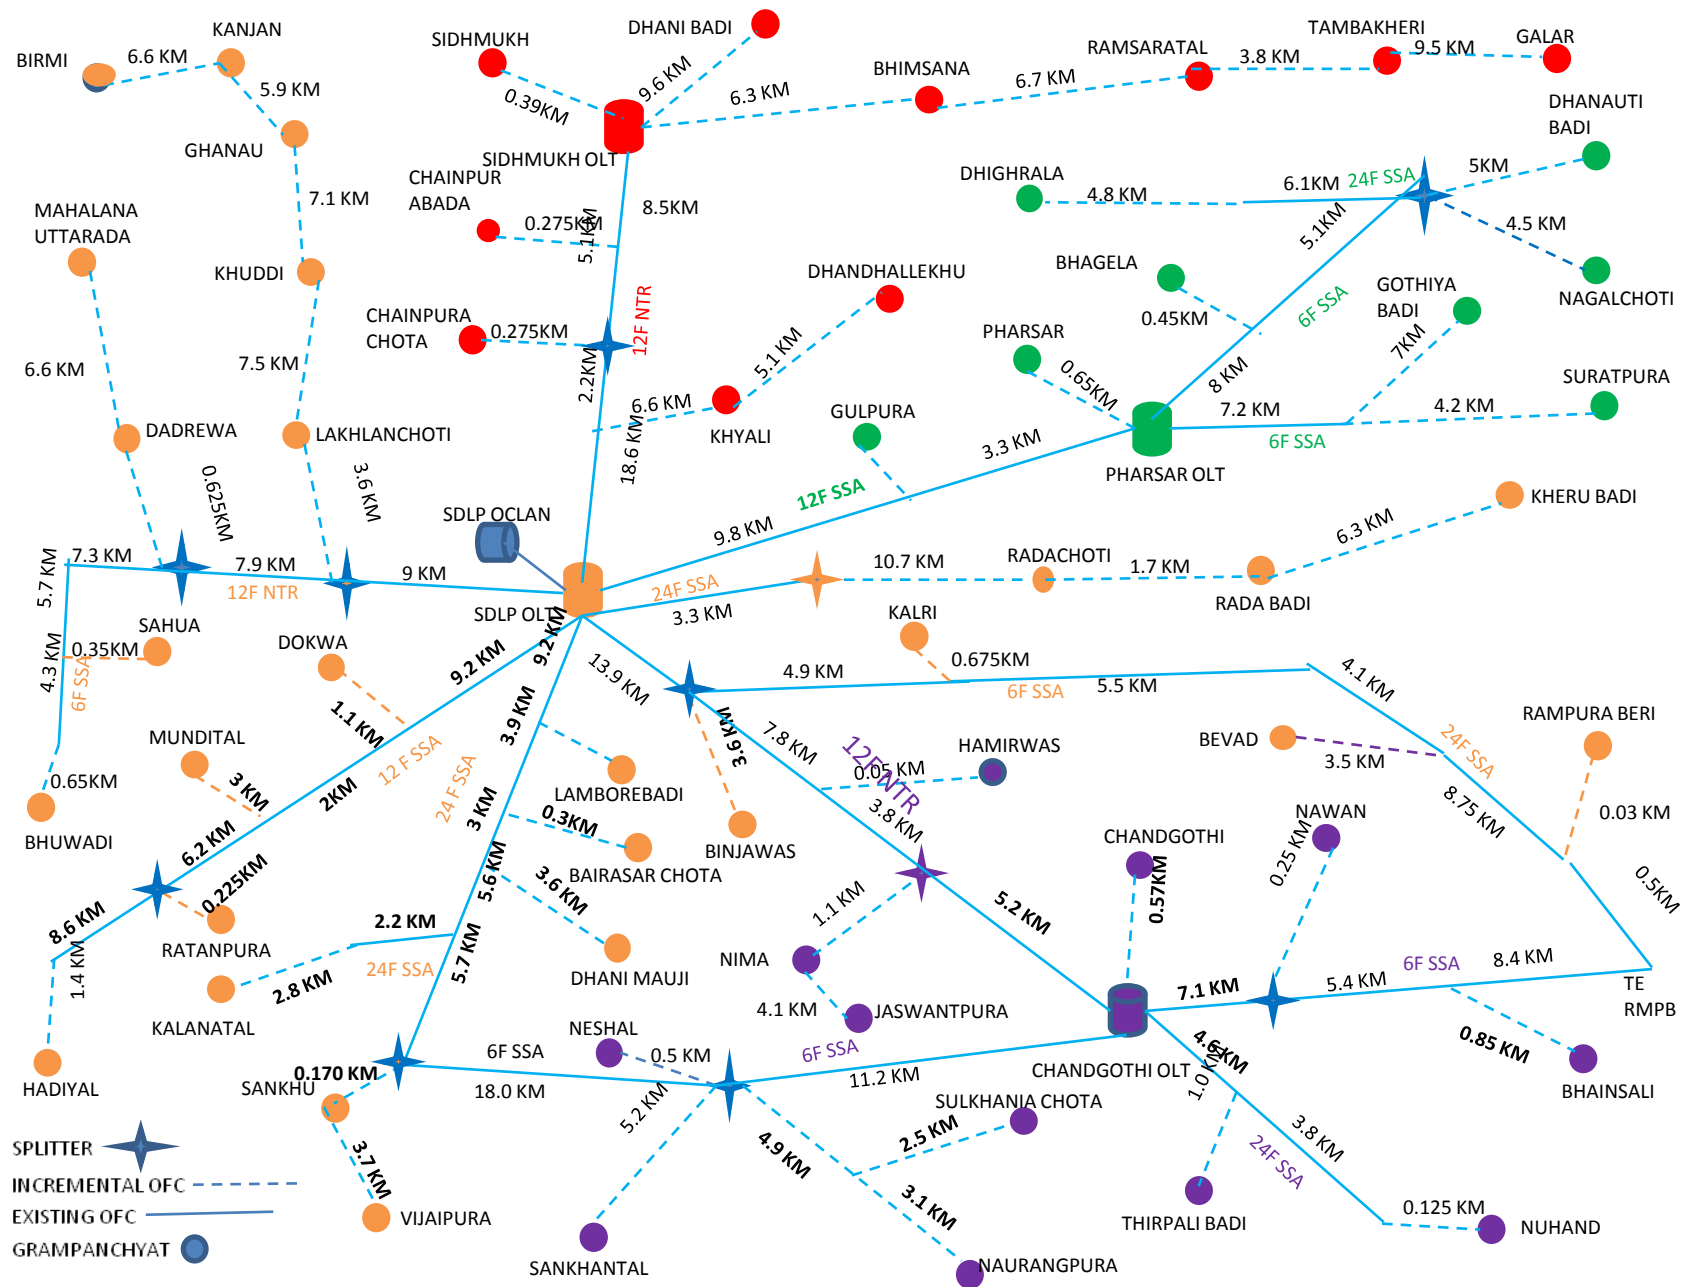 KANJAN
BIRMI
6.6 KM
5.9 KM
GHANAU
7.1 KM
MAHALANA
UTTARADA
KHUDDI
7.5 KM
6.6 KM
DADREWA
LAKHLANCHOTI
0.625KM
3.6 KM
SIDHMUKH
DHANI BADI
0.39KM
9.6 KM
SIDHMUKH OLT
CHAINPUR
ABADA
0.275KM
5.1KM
8.5KM
CHAINPURA
CHOTA
0.275KM
12F NTR
2.2KM
18.6 KM
6.6 KM
KHYALI
5.1 KM
DHANDHALLEKHU
6.3 KM
BHIMSANA
6.7 KM
RAMSARATAL
3.8 KM
TAMBAKHERI
9.5 KM
GALAR
DHANAUTI
BADI
5KM
24F SSA
6.1KM
4.8 KM
DHIGHRALA
4.5 KM
NAGALCHOTI
5.1KM
BHAGELA
0.45KM
6F SSA
GOTHIYA
BADI
7KM
PHARSAR
0.65KM
8 KM
7.2 KM
6F SSA
4.2 KM
SURATPURA
PHARSAR OLT
GULPURA
3.3 KM
12F SSA
9.8 KM
SDLP OCLAN
SDLP OLT
7.3 KM
7.9 KM
12F NTR
9 KM
5.7 KM
4.3 KM
6F SSA
SAHUA
0.35KM
0.65KM
BHUWADI
24F SSA
3.3 KM
10.7 KM
RADACHOTI
1.7 KM
RADA BADI
6.3 KM
KHERU BADI
DOKWA
1.1KM
9.2 KM
12 F SSA
MUNDITAL
3 KM
2KM
6.2 KM
0.225KM
RATANPURA
8.6 KM
1.4 KM
HADIYAL
9.2 KM
3.9 KM
24 F SSA
LAMBOREBADI
3 KM
0.3KM
BAIRASAR CHOTA
5.6 KM
3.6 KM
DHANI MAUJI
2.2 KM
24F SSA
2.8 KM
KALANATAL
5.7 KM
0.170 KM
SANKHU
3.7 KM
VIJAIPURA
13.9 KM
KALRI
0.675KM
4.9 KM
6F SSA
5.5 KM
4.1 KM
3.6 KM
BINJAWAS
7.8 KM
12F NTR
HAMIRWAS
0.05 KM
3.8 KM
BEVAD
3.5 KM
24F SSA
RAMPURA BERI
8.75 KM
0.03 KM
0.5KM
TE
RMPB
NAWAN
0.25 KM
CHANDGOTHI
0.57KM
5.2 KM
1.1 KM
NIMA
4.1 KM
JASWANTPURA
7.1 KM
5.4 KM
6F SSA
8.4 KM
0.85 KM
BHAINSALI
CHANDGOTHI OLT
4.6KM
1.0 KM
THIRPALI BADI
3.8 KM
24F SSA
0.125 KM
NUHAND
6F SSA
11.2 KM
NESHAL
0.5 KM
6F SSA
18.0 KM
5.2 KM
SANKHANTAL
4.9 KM
SULKHANIA CHOTA
2.5 KM
3.1 KM
NAURANGPURA
SPLITTER
INCREMENTAL OFC
EXISTING OFC
GRAMPANCHYAT